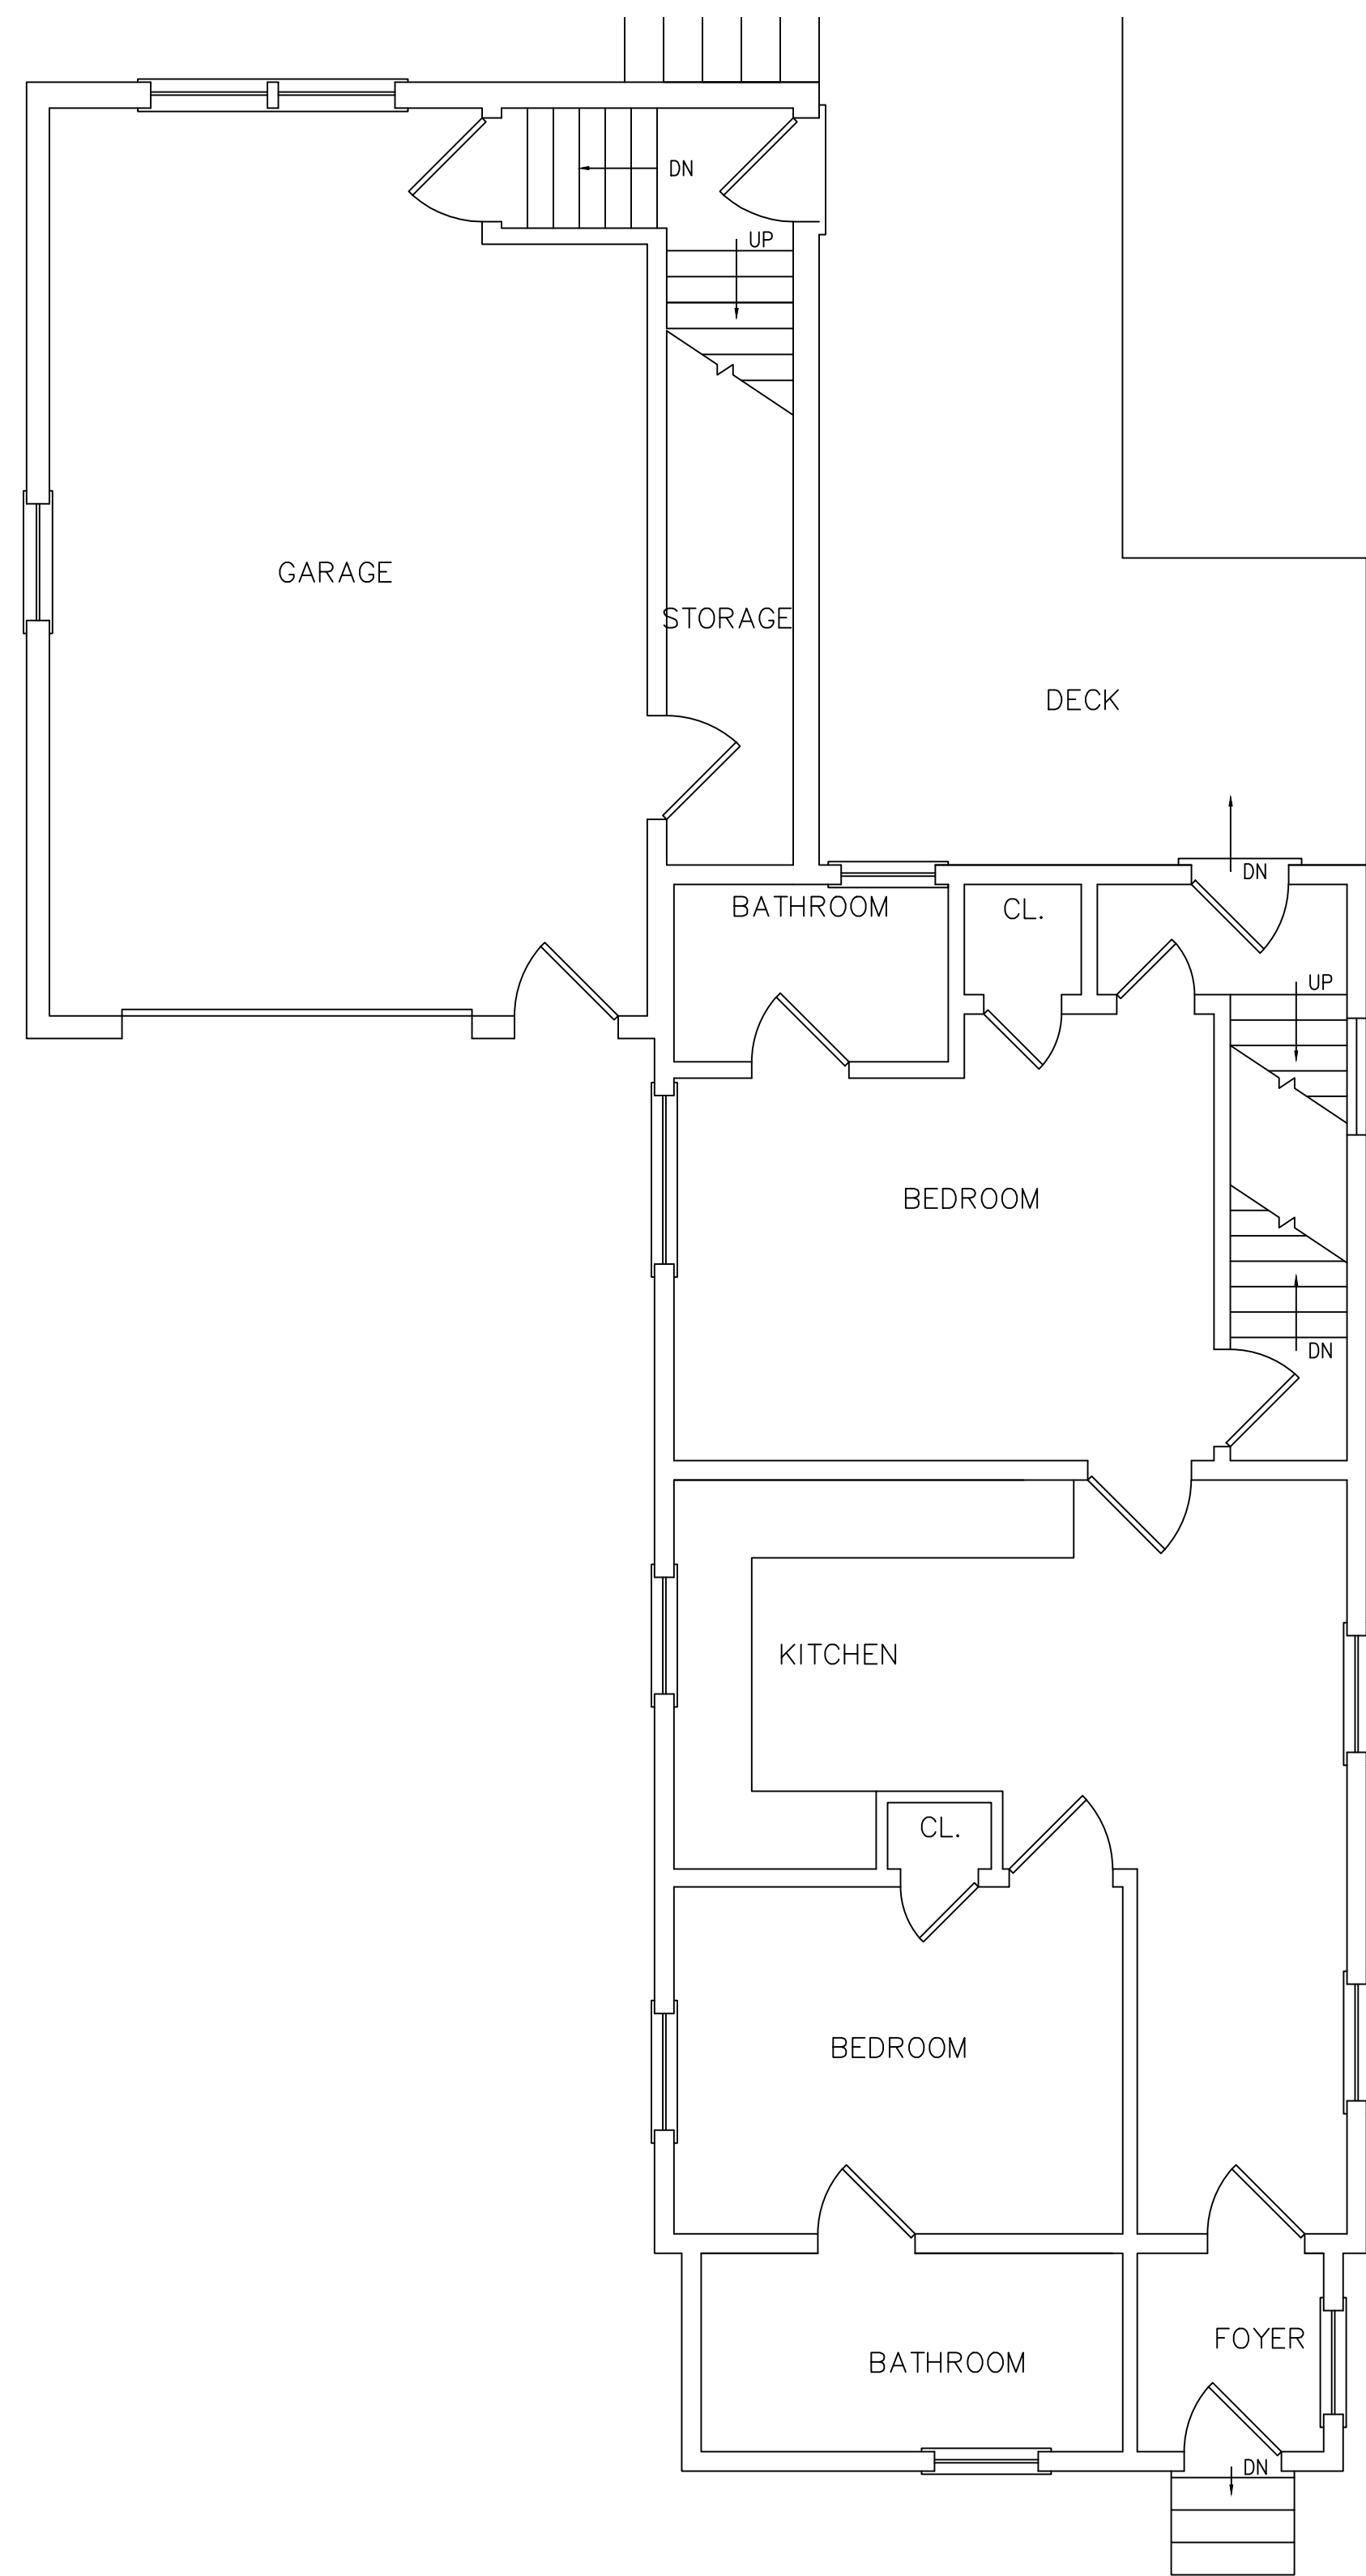 DN
UP
GARAGE
STORAGE
DECK
DN
BATHROOM
CL.
UP
BEDROOM
DN
KITCHEN
CL.
BEDROOM
FOYER
BATHROOM
DN